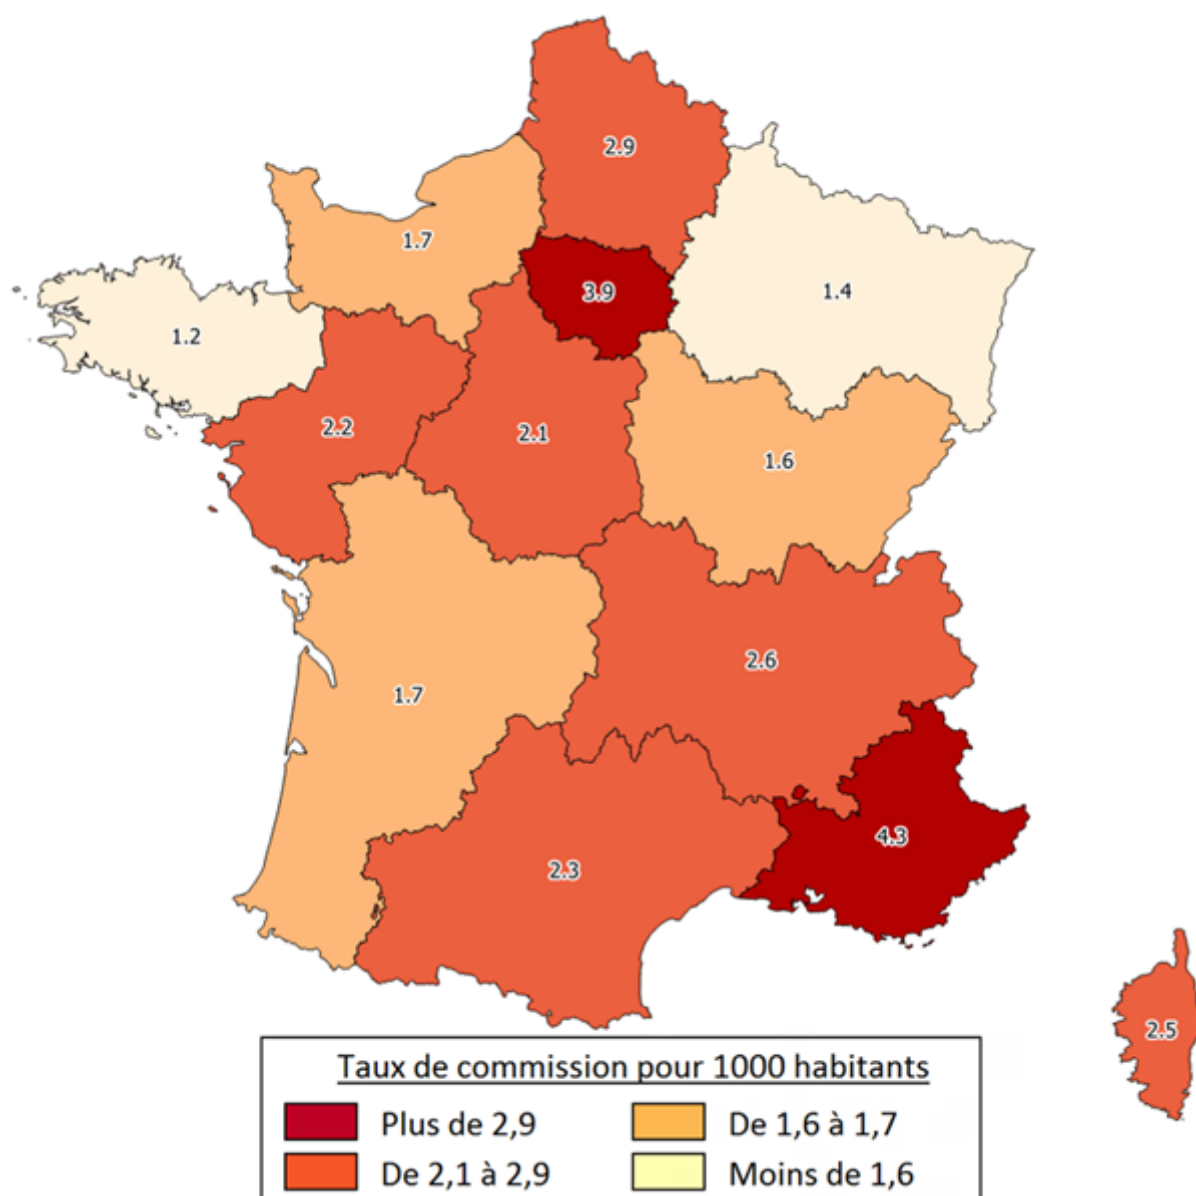 2.9
1.7
3.9
1.4
1.2
2.2
2.1
1.6
2.6
1.7
4.3
2.3
2.5
Taux de commission pour 1000 habitants
Plus de 2,9
De 1,6 à 1,7
De 2,1 à 2,9
Moins de 1,6